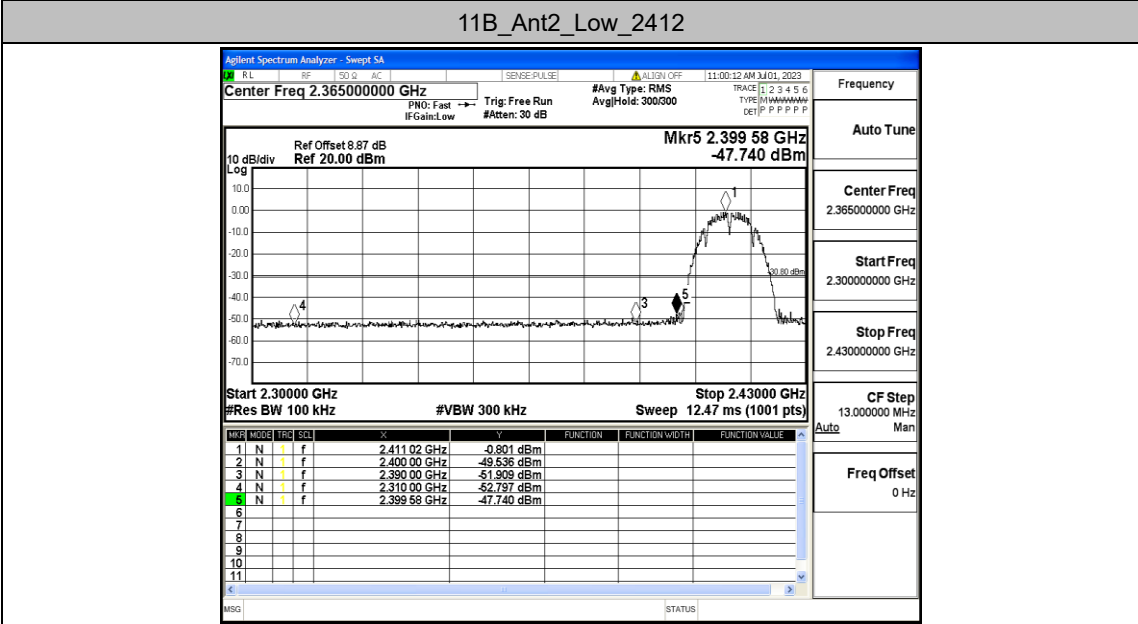 11B_Ant2_Low_2412
Agilent Spectrum Analyzer - Swept SA
RL RF 50 Ω AC SENSE:PULSE ALIGN OFF 11:00:12 AM Jul 01, 2023
Center Freq 2.365000000 GHz
PNO: Fast
IFGain:Low
Trig: Free Run
#Atten: 30 dB
#Avg Type: RMS
Avg|Hold: 300/300
TRACE 1 2 3 4 5 6
TYPE M WWWWW
DET P P P P P P
Mkr5 2.399 58 GHz
-47.740 dBm
Ref Offset 8.87 dB
10 dB/div Ref 20.00 dBm
Log
10.0
0.00
-10.0
-20.0
-30.0
-40.0
-50.0
-60.0
-70.0
1
-30.80 dBm
4
3
5
Start 2.30000 GHz Stop 2.43000 GHz
#Res BW 100 kHz #VBW 300 kHz Sweep 12.47 ms (1001 pts)
MKR MODE TRC SCL X Y FUNCTION FUNCTION WIDTH FUNCTION VALUE
1 N 1 f 2.411 02 GHz -0.801 dBm
2 N 1 f 2.400 00 GHz -49.536 dBm
3 N 1 f 2.390 00 GHz -51.909 dBm
4 N 1 f 2.310 00 GHz -52.797 dBm
5 N 1 f 2.399 58 GHz -47.740 dBm
6
7
8
9
10
11
MSG STATUS
Frequency
Auto Tune
Center Freq
2.365000000 GHz
Start Freq
2.300000000 GHz
Stop Freq
2.430000000 GHz
CF Step
13.000000 MHz
Auto Man
Freq Offset
0 Hz